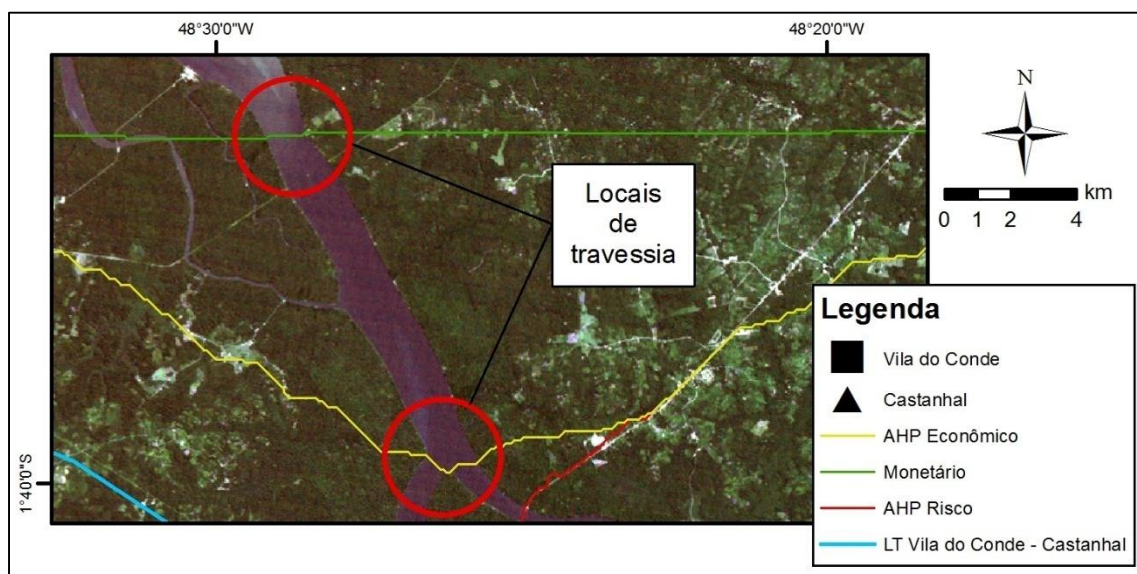 48°30'0"W
48°20'0"W
N
km
0 1 2 4
Locais
de
travessia
1°40'0"S
Legenda
Vila do Conde
Castanhal
AHP Econômico
Monetário
AHP Risco
LT Vila do Conde - Castanhal